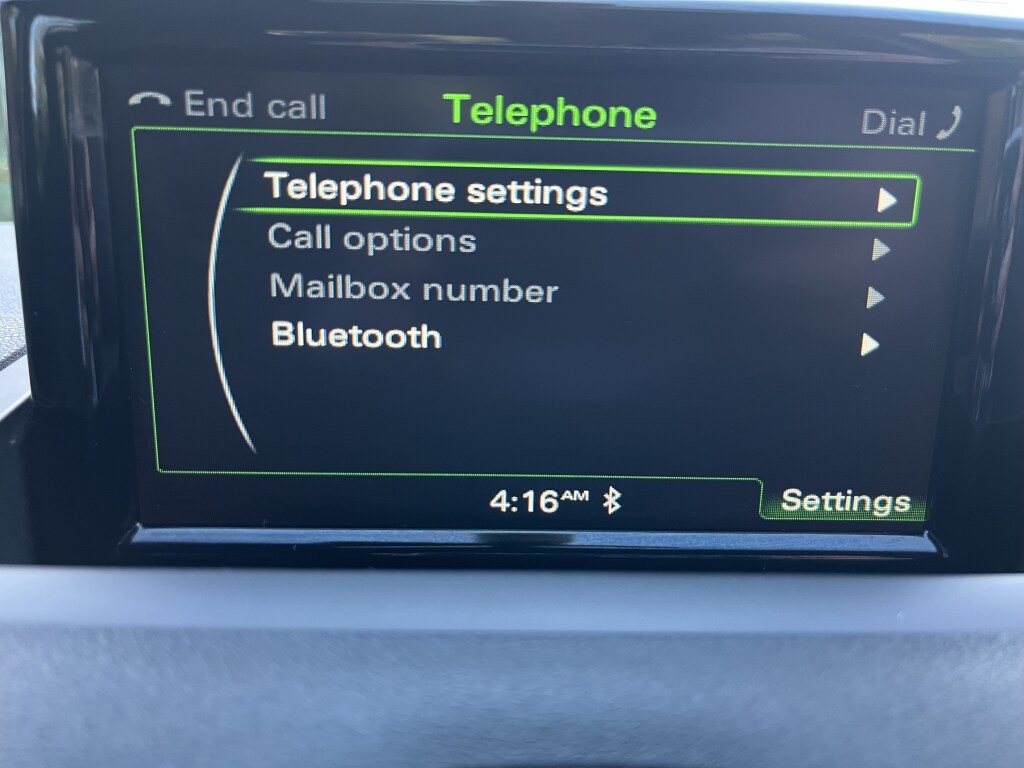 End call Telephone Dial
Telephone settings
Call options
Mailbox number
Bluetooth
4:16AM Settings